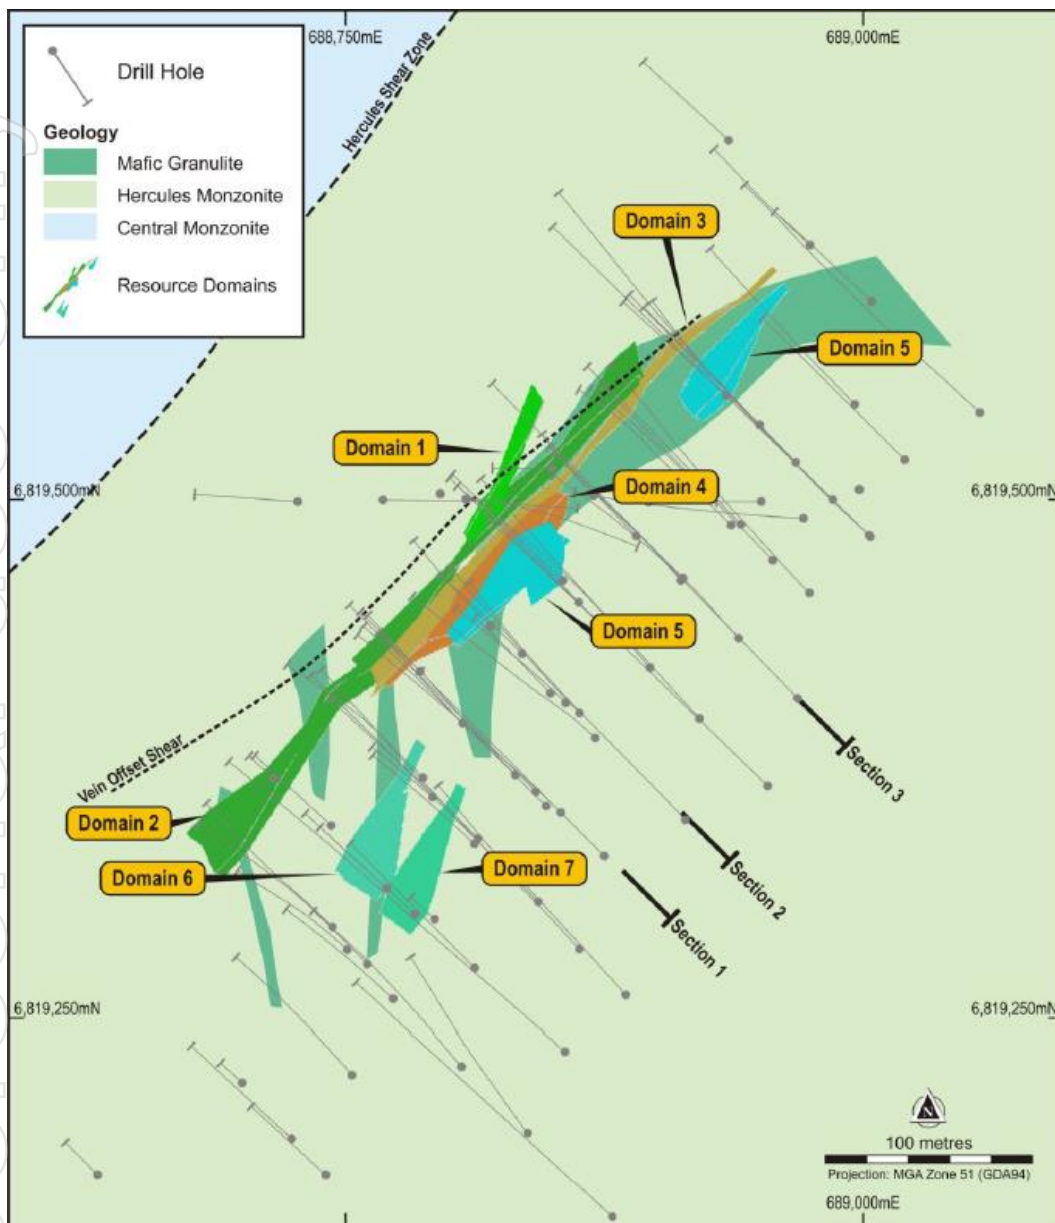 688,750mE
689,000mE
Drill Hole
Geology
Mafic Granulite
Hercules Monzonite
Central Monzonite
Resource Domains
Hercules Shear Zone
Domain 3
Domain 5
Domain 1
Domain 4
6,819,500mN
6,819,500mN
Domain 5
Section 3
Vein Offset Shear
Domain 2
Domain 6
Domain 7
Section 2
Section 1
6,819,250mN
6,819,250mN
N
100 metres
Projection: MGA Zone 51 (GDA94)
689,000mE